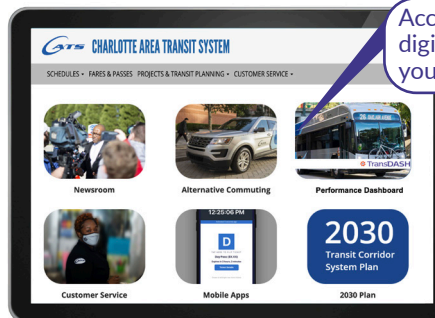 Acc
digi
you
CATS CHARLOTTE AREA TRANSIT SYSTEM
SCHEDULES • FARES & PASSES PROJECTS & TRANSIT PLANNING • CUSTOMER SERVICE •
TransDASH
Newsroom Alternative Commuting Performance Dashboard
12:25:06 PM
D
2030
Transit Corridor
System Plan
Customer Service Mobile Apps 2030 Plan